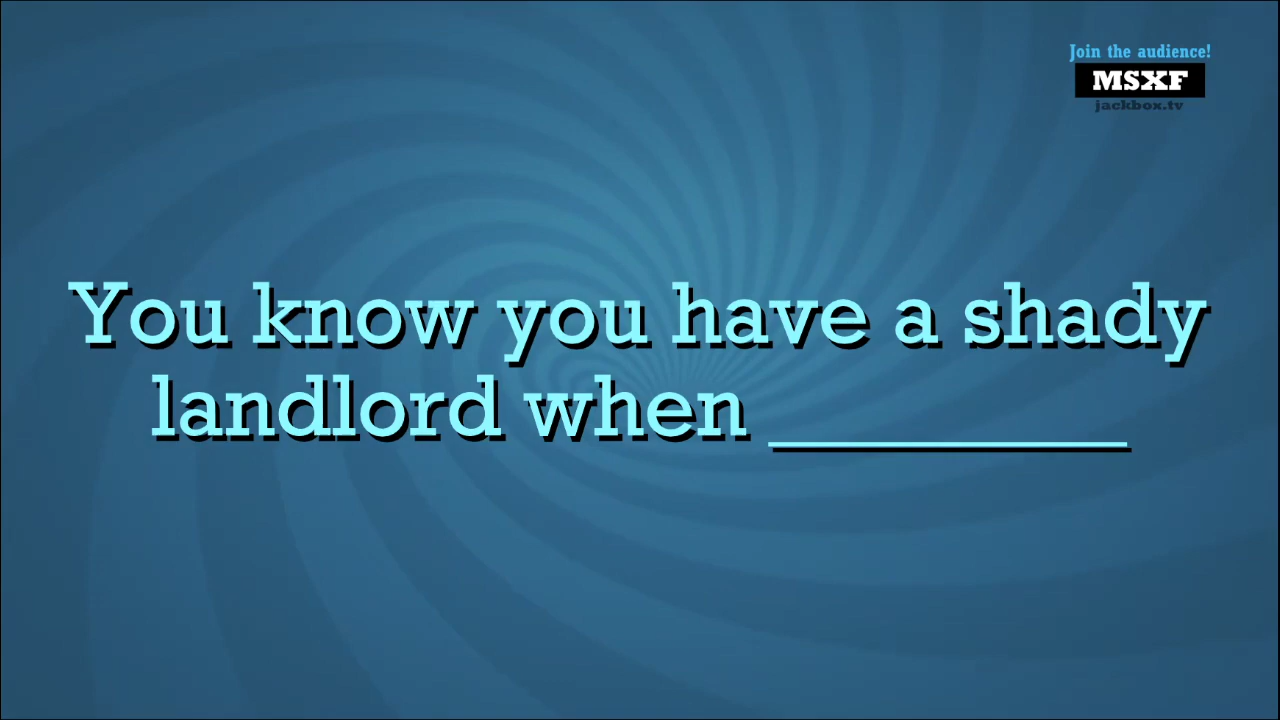 Join the audience!
MSXF
jackbox.tv
You know you have a shady
landlord when ________